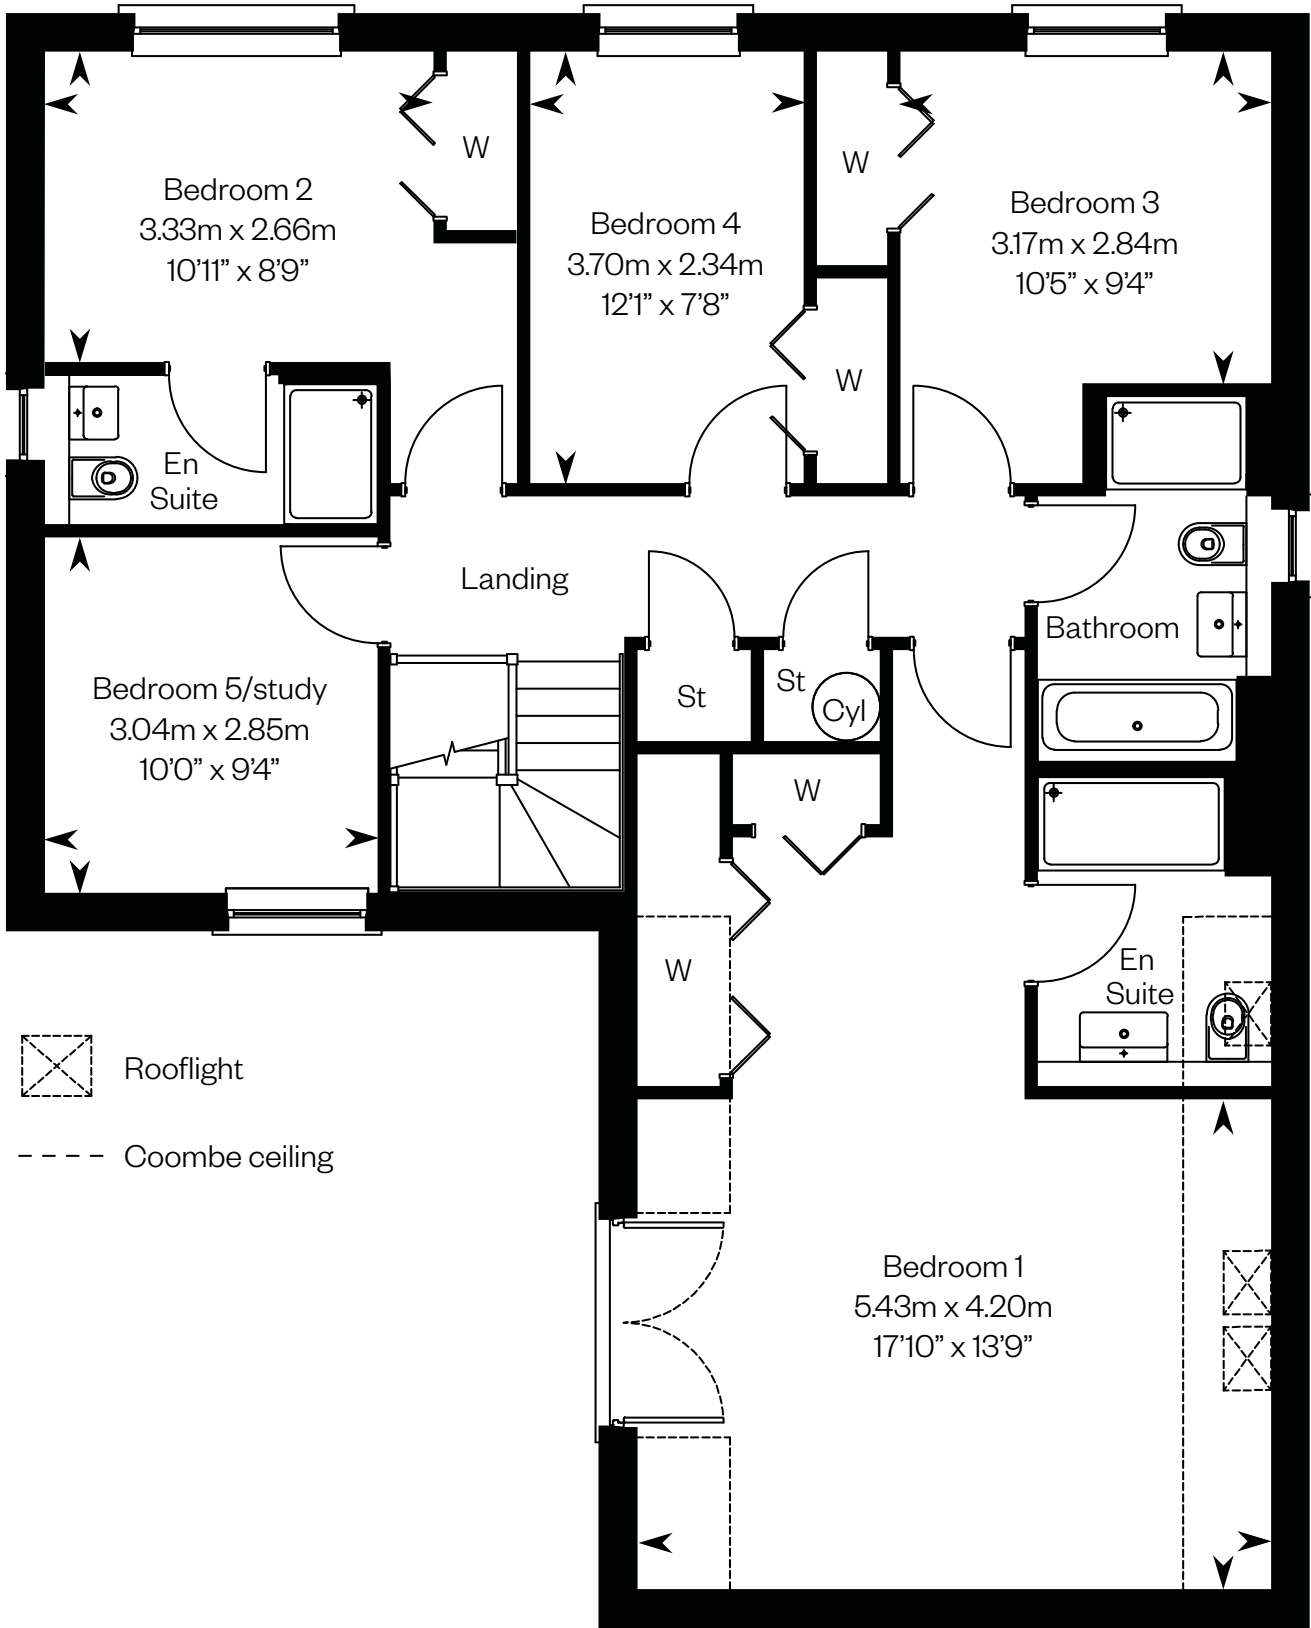 Bedroom 2
3.33m x 2.66m
10’11” x 8’9”
W
Bedroom 4
3.70m x 2.34m
12’1” x 7’8”
W
Bedroom 3
3.17m x 2.84m
10’5” x 9’4”
W
En
Suite
Landing
Bathroom
Bedroom 5/study
3.04m x 2.85m
10’0” x 9’4”
St
St
Cyl
W
W
En
Suite
Rooflight
Coombe ceiling
Bedroom 1
5.43m x 4.20m
17’10” x 13’9”